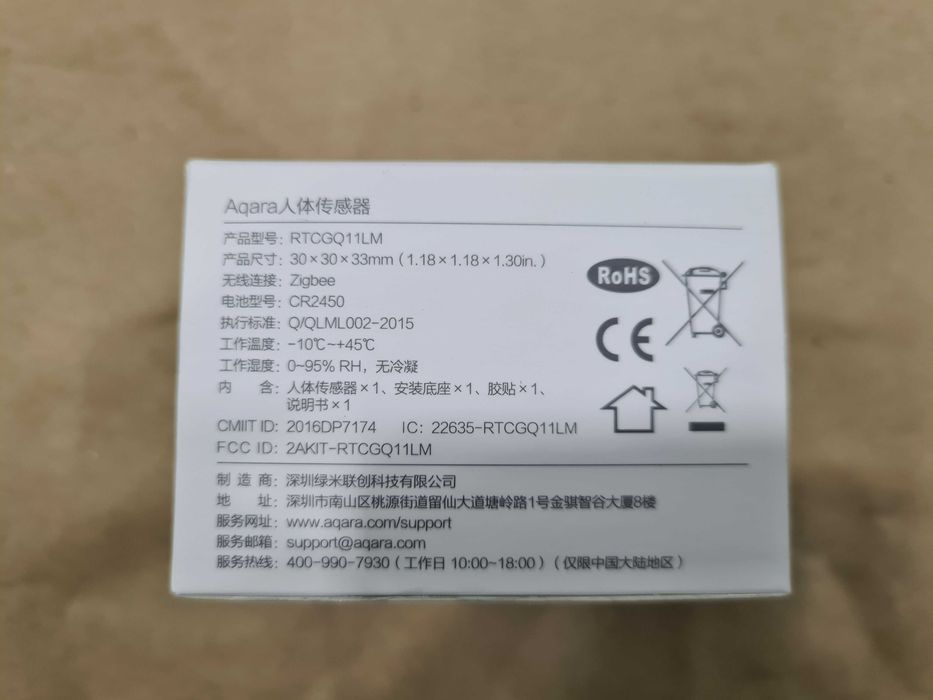 Aqara人体传感器
产品型号: RTCGQ11LM
产品尺寸: 30×30×33mm (1.18×1.18×1.30in.)
无线连接: Zigbee
电池型号: CR2450
执行标准: Q/QLML002-2015
工作温度: -10℃~+45℃
工作湿度: 0~95% RH, 无冷凝
内 含: 人体传感器×1、安装底座×1、胶贴×1、
说明书×1
CMIIT ID: 2016DP7174 IC: 22635-RTCGQ11LM
FCC ID: 2AKIT-RTCGQ11LM
RoHS
CE
制 造 商: 深圳绿米联创科技有限公司
地 址: 深圳市南山区桃源街道留仙大道塘岭路1号金骐智谷大厦8楼
服务网址: www.aqara.com/support
服务邮箱: support@aqara.com
服务热线: 400-990-7930 (工作日 10:00~18:00) (仅限中国大陆地区)